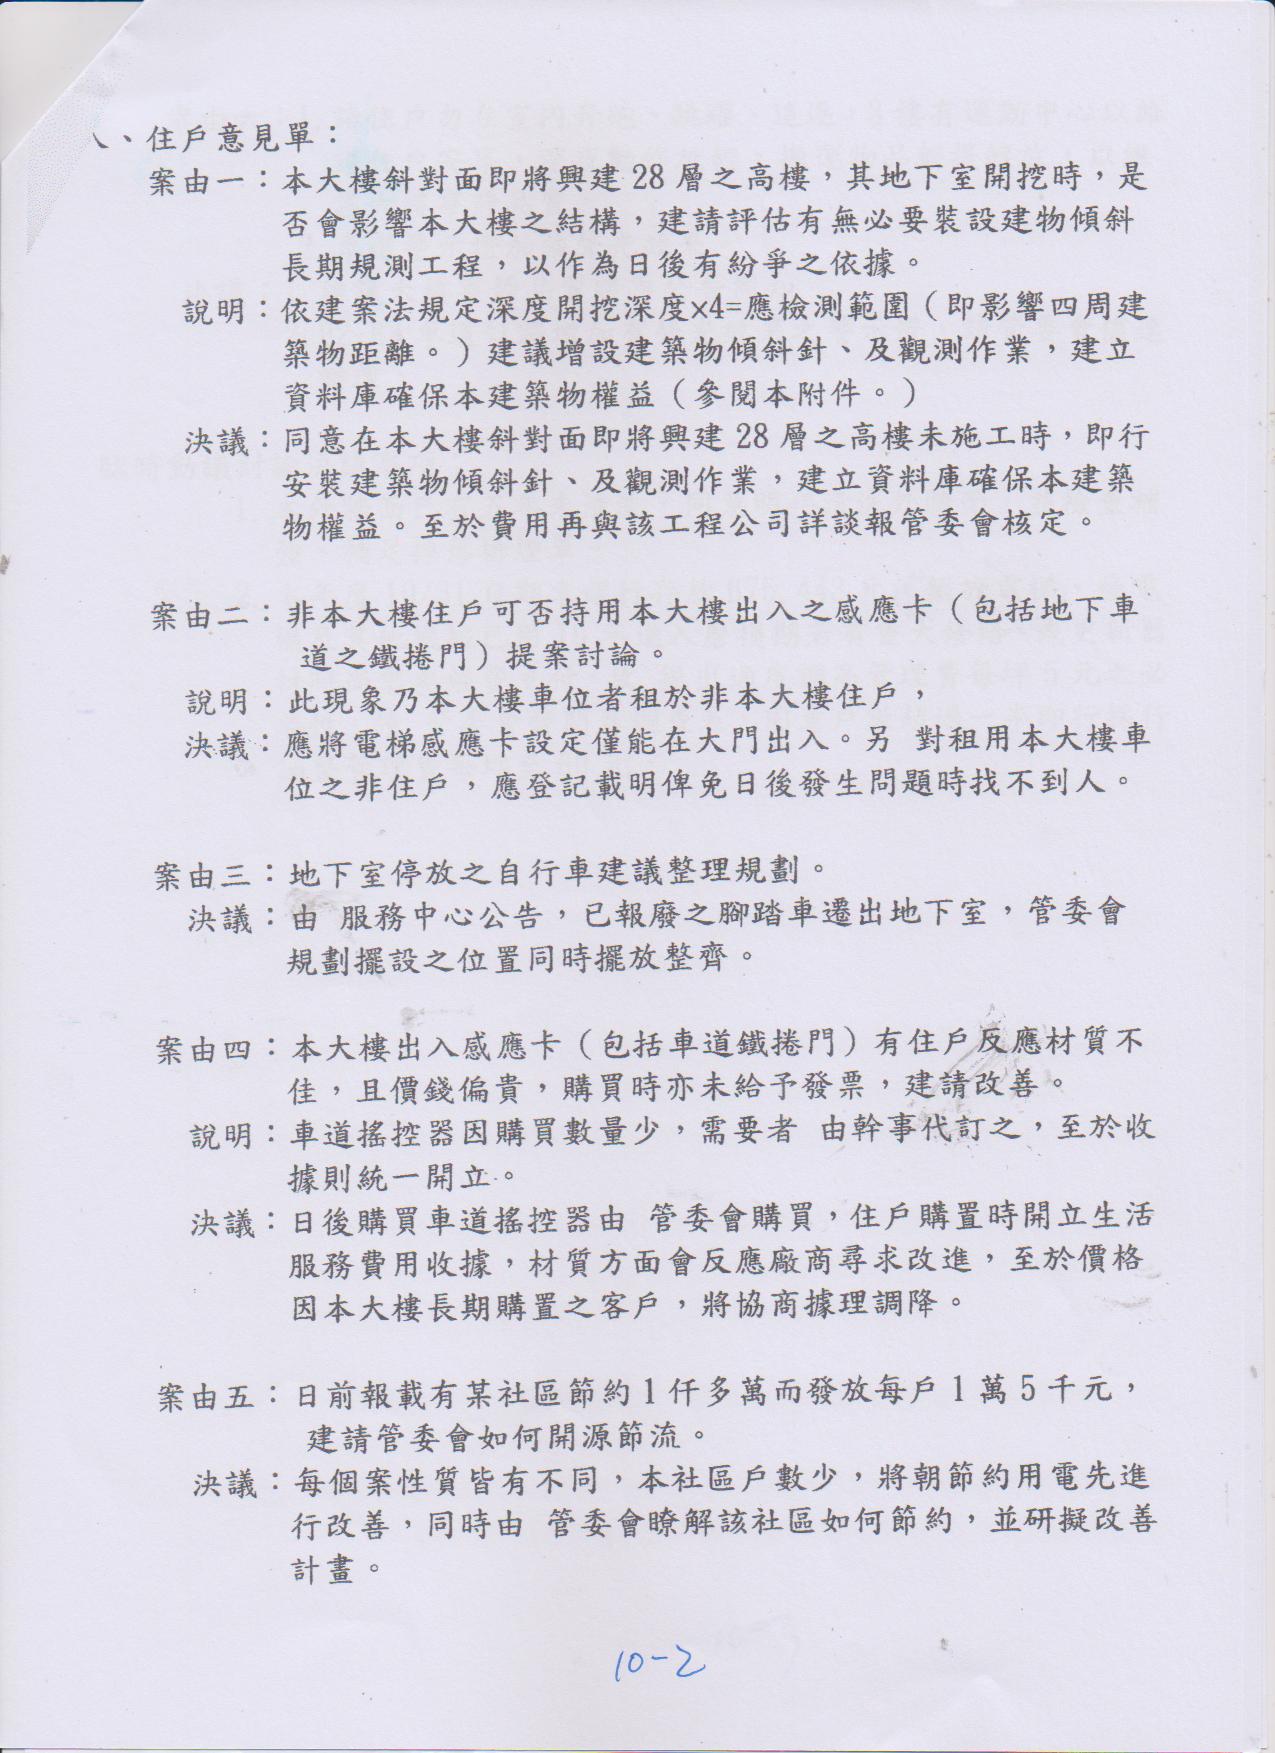 、住戶意見單：
案由一：本大樓斜對面即將興建 28 層之高樓，其地下室開挖時，是
否會影響本大樓之結構，建請評估有無必要裝設建物傾斜
長期規測工程，以作為日後有紛爭之依據。
說明：依建案法規定深度開挖深度×4=應檢測範圍（即影響四周建
築物距離。）建議增設建築物傾斜針、及觀測作業，建立
資料庫確保本建築物權益（參閱本附件。）
決議：同意在本大樓斜對面即將興建 28 層之高樓未施工時，即行
安裝建築物傾斜針、及觀測作業，建立資料庫確保本建築
物權益。至於費用再與該工程公司詳談報管委會核定。
案由二：非本大樓住戶可否持用本大樓出入之感應卡（包括地下車
道之鐵捲門）提案討論。
說明：此現象乃本大樓車位者租於非本大樓住戶，
決議：應將電梯感應卡設定僅能在大門出入。另 對租用本大樓車
位之非住戶，應登記載明俾免日後發生問題時找不到人。
案由三：地下室停放之自行車建議整理規劃。
決議：由 服務中心公告，已報廢之腳踏車遷出地下室，管委會
規劃擺設之位置同時擺放整齊。
案由四：本大樓出入感應卡（包括車道鐵捲門）有住戶反應材質不
佳，且價錢偏貴，購買時亦未給予發票，建請改善。
說明：車道搖控器因購買數量少，需要者 由幹事代訂之，至於收
據則統一開立。
決議：日後購買車道搖控器由 管委會購買，住戶購置時開立生活
服務費用收據，材質方面會反應廠商尋求改進，至於價格
因本大樓長期購置之客戶，將協商據理調降。
案由五：日前報載有某社區節約 1 仟多萬而發放每戶 1 萬 5 千元，
建請管委會如何開源節流。
決議：每個案性質皆有不同，本社區戶數少，將朝節約用電先進
行改善，同時由 管委會瞭解該社區如何節約，並研擬改善
計畫。
10-2